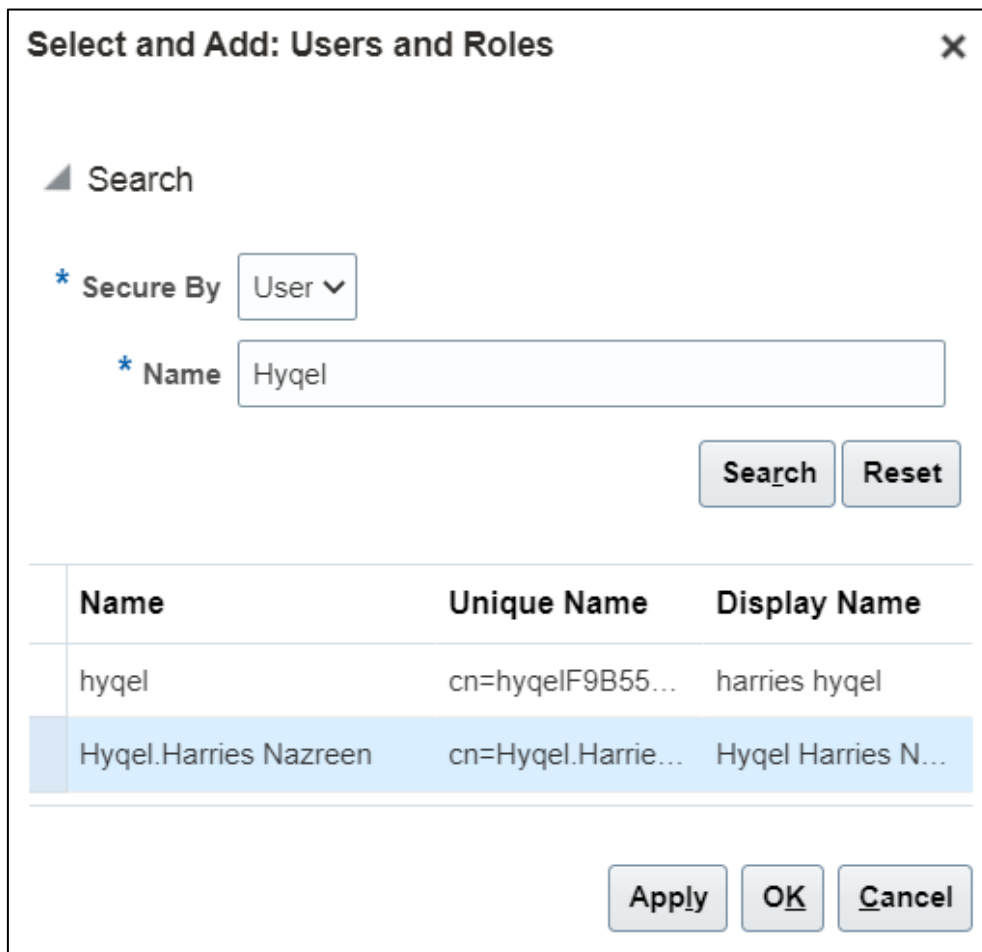 Select and Add: Users and Roles
Search
* Secure By User
* Name Hyqel
Search Reset
Name Unique Name Display Name
hyqel cn=hyqelF9B55... harries hyqel
Hyqel.Harries Nazreen cn=Hyqel.Harrie... Hyqel Harries N...
Apply OK Cancel